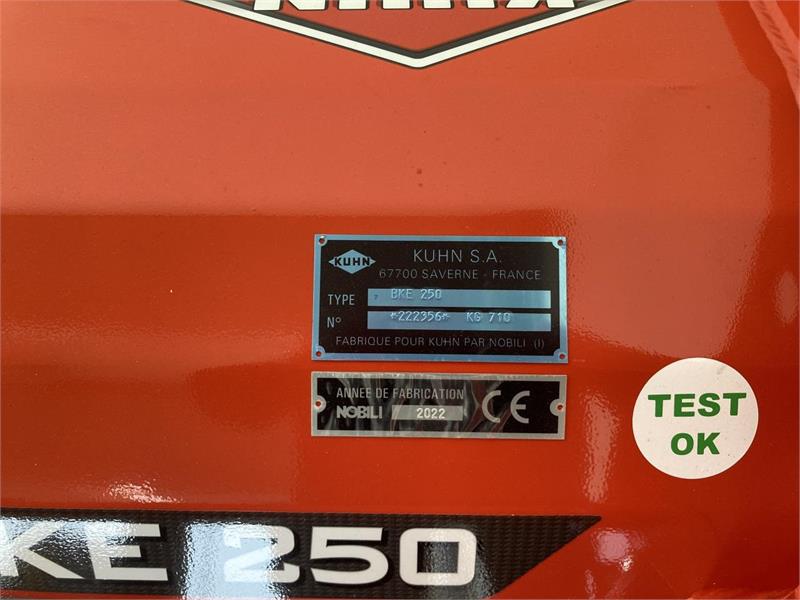 KUHN
KUHN S.A.
67700 SAVERNE - FRANCE
TYPE BKE 250
N° *222356* KG 710
FABRIQUE POUR KUHN PAR NOBILI (I)
ANNEE DE FABRICATION
NOBILI 2022 CE
TEST
OK
KE 250